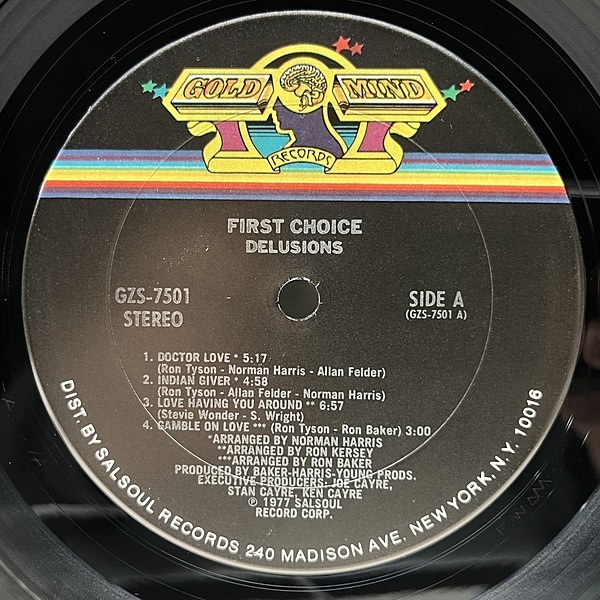 GOLD MIND
RECORDS
FIRST CHOICE
DELUSIONS
GZS-7501
STEREO
SIDE A
(GZS-7501 A)
1. DOCTOR LOVE * 5:17
(Ron Tyson - Norman Harris - Allan Felder)
2. INDIAN GIVER * 4:58
(Ron Tyson - Allan Felder - Norman Harris)
3. LOVE HAVING YOU AROUND ** 6:57
(Stevie Wonder - S. Wright)
4. GAMBLE ON LOVE *** (Ron Tyson - Ron Baker) 3:00
*ARRANGED BY NORMAN HARRIS
**ARRANGED BY RON KERSEY
***ARRANGED BY RON BAKER
PRODUCED BY BAKER-HARRIS-YOUNG PRODS.
EXECUTIVE PRODUCERS- JOE CAYRE,
STAN CAYRE, KEN CAYRE
℗ 1977 SALSOUL
RECORD CORP.
DIST. BY SALSOUL RECORDS 240 MADISON AVE. NEW YORK, N.Y. 10016